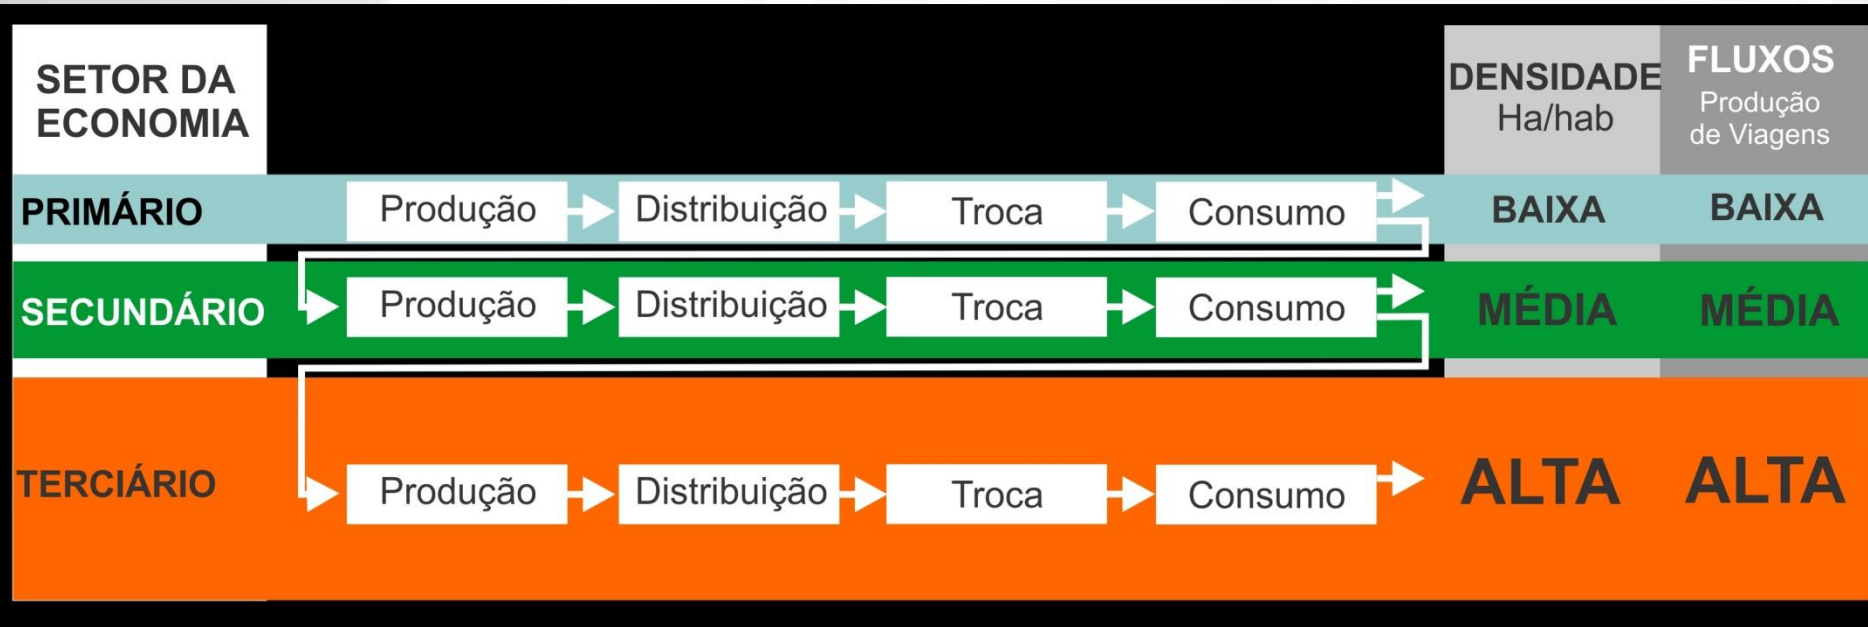 SETOR DA
ECONOMIA
DENSIDADE
Ha/hab
FLUXOS
Produção
de Viagens
PRIMÁRIO Produção Distribuição Troca Consumo BAIXA BAIXA
SECUNDÁRIO Produção Distribuição Troca Consumo MÉDIA MÉDIA
TERCIÁRIO Produção Distribuição Troca Consumo ALTA ALTA